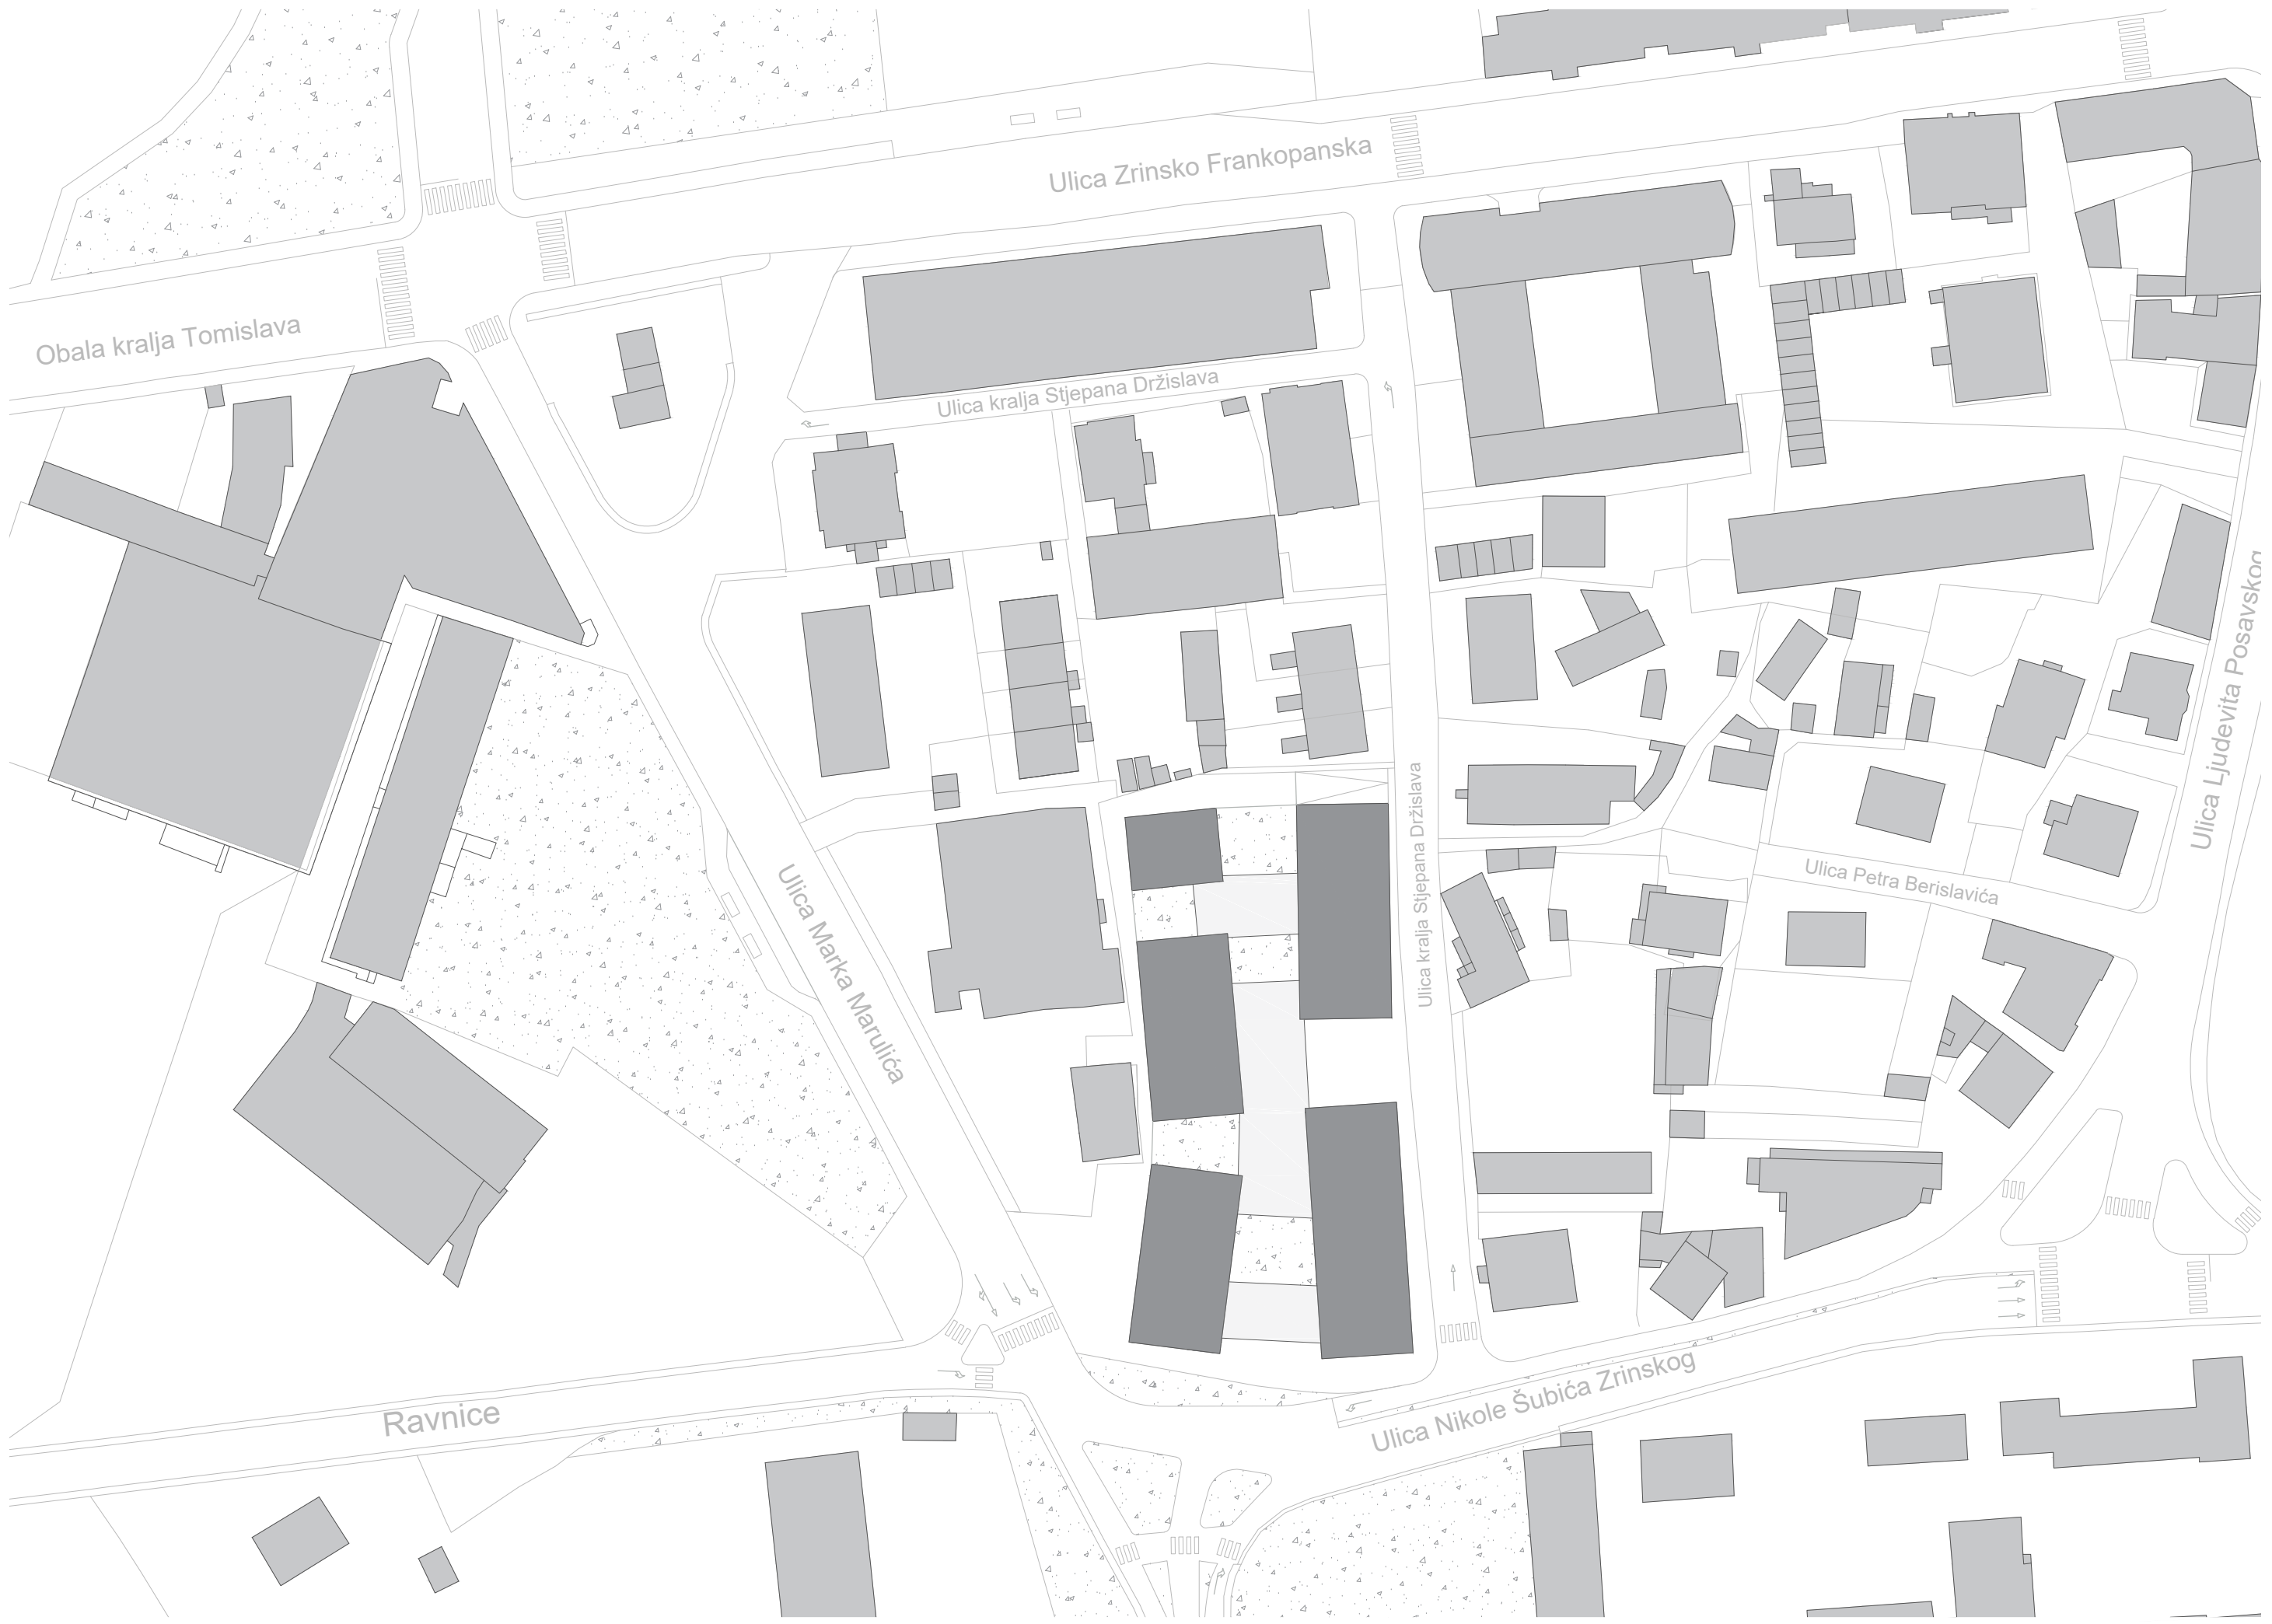 Ulica Zrinsko Frankopanska
Obala kralja Tomislava
Ulica kralja Stjepana Držislava
Ulica Ljudevita Posavskog
Ulica kralja Stjepana Držislava
Ulica Petra Berislavića
Ulica Marka Marulića
Ulica Nikole Šubića Zrinskog
Ravnice